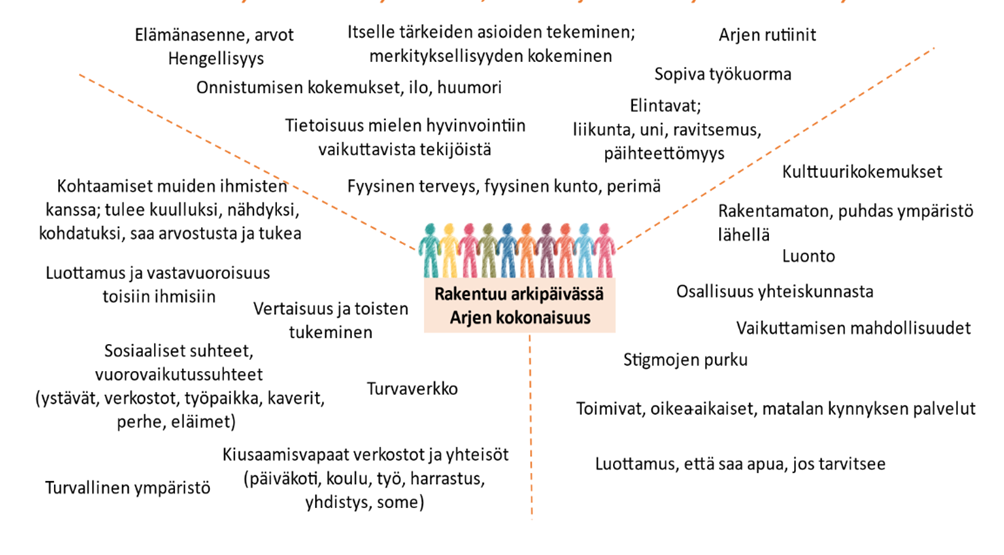 Elämänasenne, arvot
Hengellisyys
Itselle tärkeiden asioiden tekeminen;
merkityksellisyyden kokeminen
Arjen rutiinit
Sopiva työkuorma
Onnistumisen kokemukset, ilo, huumori
Elintavat;
liikunta, uni, ravitsemus,
päihteettömyys
Tietoisuus mielen hyvinvointiin
vaikuttavista tekijöistä
Fyysinen terveys, fyysinen kunto, perimä
Kohtaamiset muiden ihmisten
kanssa; tulee kuulluksi, nähdyksi,
kohdatuksi, saa arvostusta ja tukea
Luottamus ja vastavuoroisuus
toisiin ihmisiin
Vertaisuus ja toisten
tukeminen
Sosiaaliset suhteet,
vuorovaikutussuhteet
(ystävät, verkostot, työpaikka, kaverit,
perhe, eläimet)
Turvaverkko
Kiusaamisvapaat verkostot ja yhteisöt
(päiväkoti, koulu, työ, harrastus,
yhdistys, some)
Turvallinen ympäristö
Rakentuu arkipäivässä
Arjen kokonaisuus
Kulttuurikokemukset
Rakentamaton, puhdas ympäristö
lähellä
Luonto
Osallisuus yhteiskunnasta
Vaikuttamisen mahdollisuudet
Stigmojen purku
Toimivat, oikea-aikaiset, matalan kynnyksen palvelut
Luottamus, että saa apua, jos tarvitsee